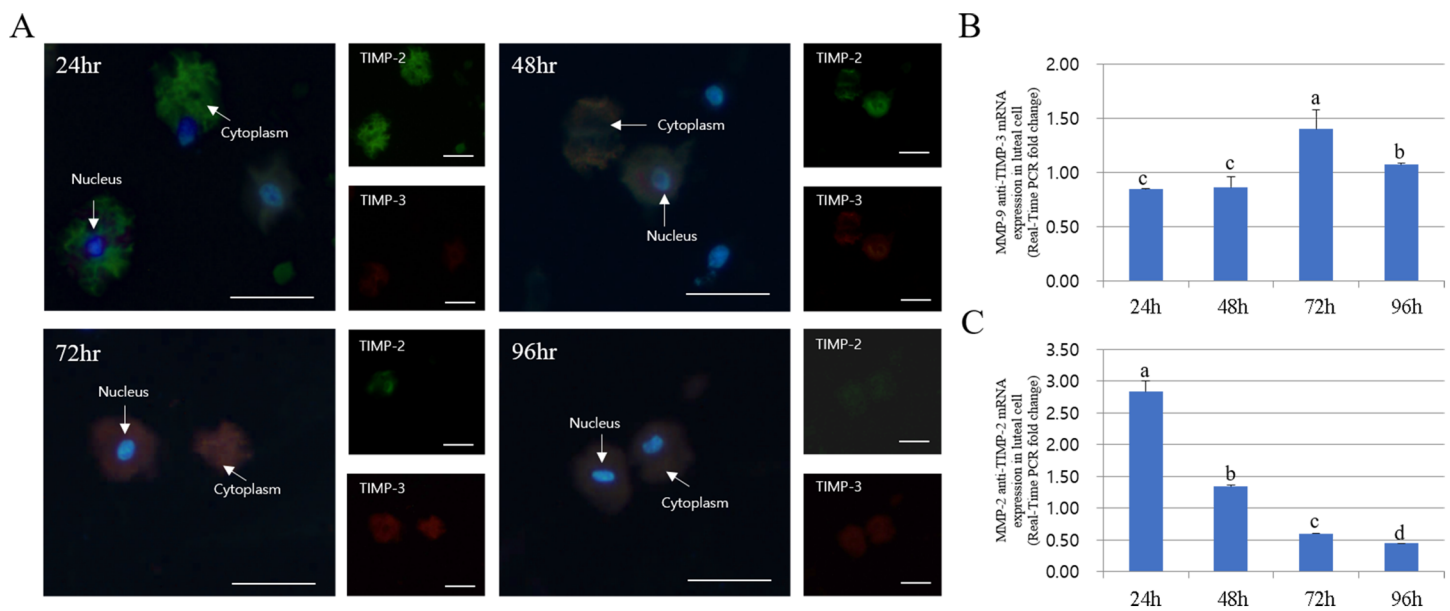 A
24hr
Cytoplasm
Nucleus
TIMP-2
TIMP-3
48hr
Cytoplasm
Nucleus
TIMP-2
TIMP-3
72hr
Nucleus
Cytoplasm
TIMP-2
TIMP-3
96hr
Nucleus
Cytoplasm
TIMP-2
TIMP-3
B
MMP-9 anti-TIMP-3 mRNA
expression in luteal cell
(Real-Time PCR fold change)
2.00
1.50
1.00
0.50
0.00
c
c
a
b
24h 48h 72h 96h
C
MMP-2 anti-TIMP-2 mRNA
expression in luteal cell
(Real-Time PCR fold change)
3.50
3.00
2.50
2.00
1.50
1.00
0.50
0.00
a
b
c
d
24h 48h 72h 96h